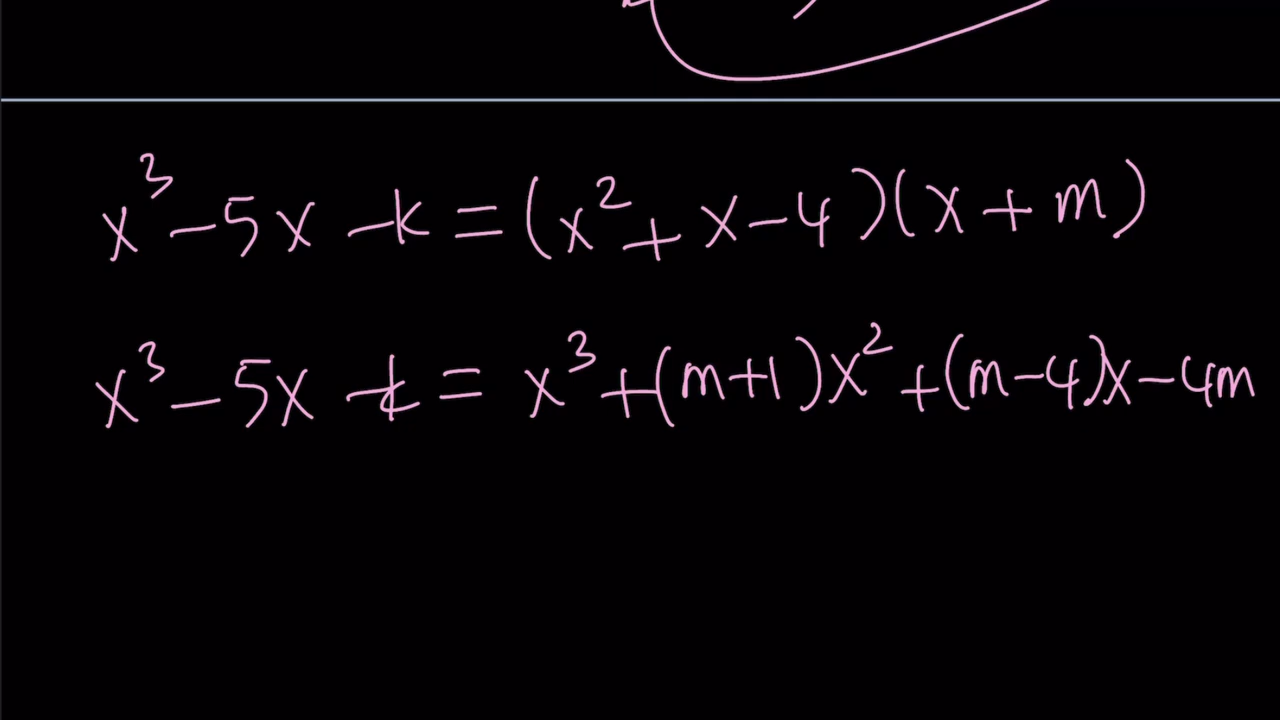 x³ - 5x - k = (x² + x - 4)(x + m)
x³ - 5x - k = x³ + (m+1)x² + (m-4)x - 4m